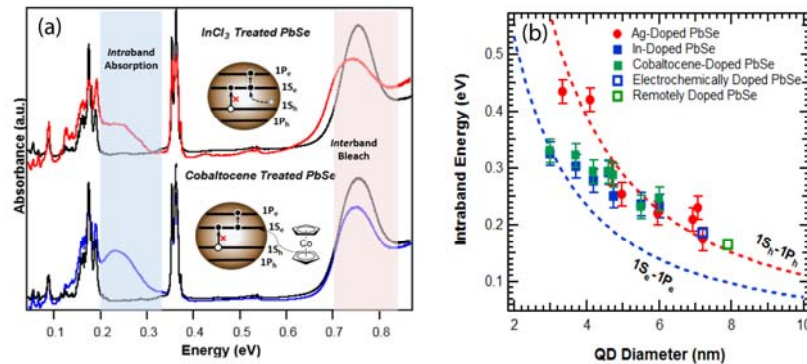 (a)
Intraband
Absorption
InCl3 Treated PbSe
1Pe
1Se
1Sh
1Ph
Interband
Bleach
Cobaltocene Treated PbSe
1Pe
1Se
1Sh
1Ph
Co
Absorbance (a.u.)
0.1 0.2 0.3 0.4 0.5 0.6 0.7 0.8
Energy (eV)
(b)
Ag-Doped PbSe
In-Doped PbSe
Cobaltocene-Doped PbSe
Electrochemically Doped PbSe
Remotely Doped PbSe
Intraband Energy (eV)
0.5
0.4
0.3
0.2
0.1
1Sh-1Ph
1Se-1Pe
2 4 6 8 10
QD Diameter (nm)